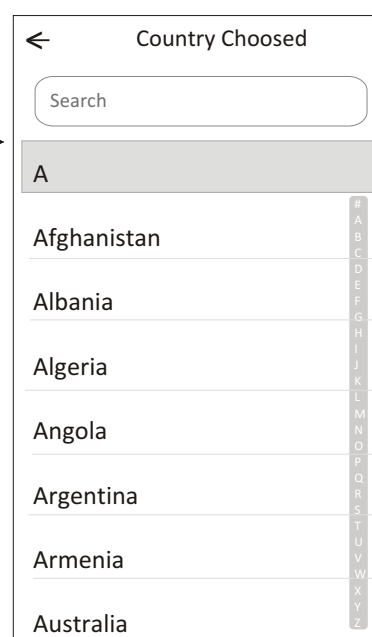 Country Choosed
Search
A
Afghanistan
Albania
Algeria
Angola
Argentina
Armenia
Australia
#
A
B
C
D
E
F
G
H
I
J
K
L
M
N
O
P
Q
R
S
T
U
V
W
X
Y
Z